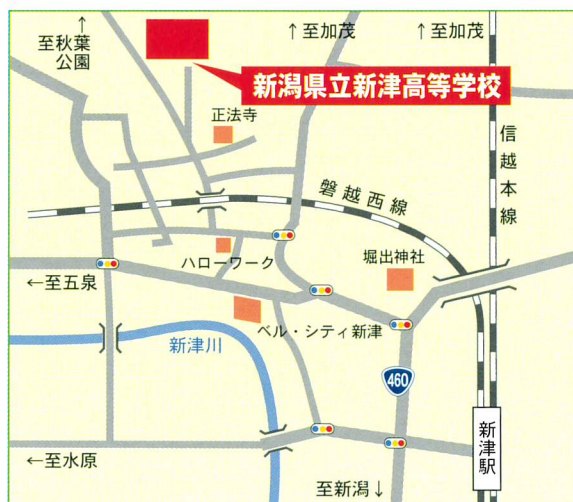 ↑
至秋葉
公園
↑至加茂
↑至加茂
新潟県立新津高等学校
正法寺
信越本線
磐越西線
ハローワーク
堀出神社
←至五泉
ベル・シティ新津
新津川
460
新津駅
←至水原
至新潟↓